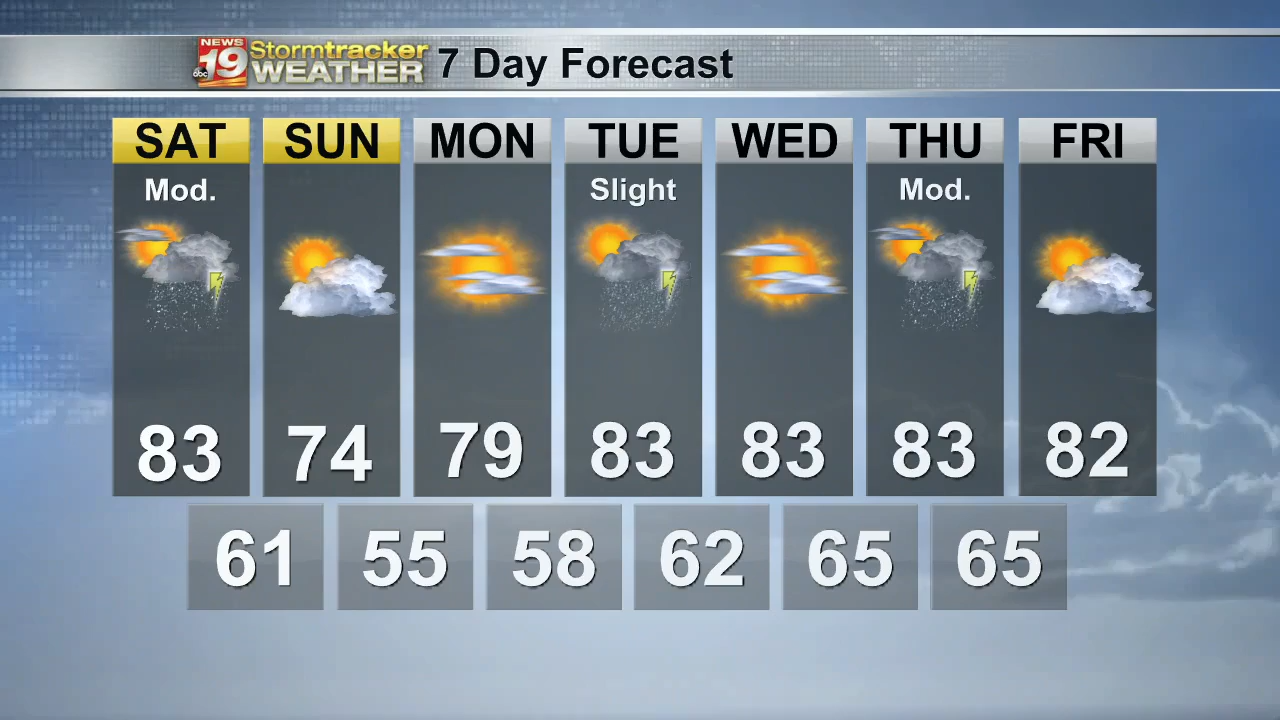 NEWS
abc 19
Stormtracker
WEATHER
7 Day Forecast
SAT SUN MON TUE WED THU FRI
Mod. Slight Mod.
83 74 79 83 83 83 82
61 55 58 62 65 65